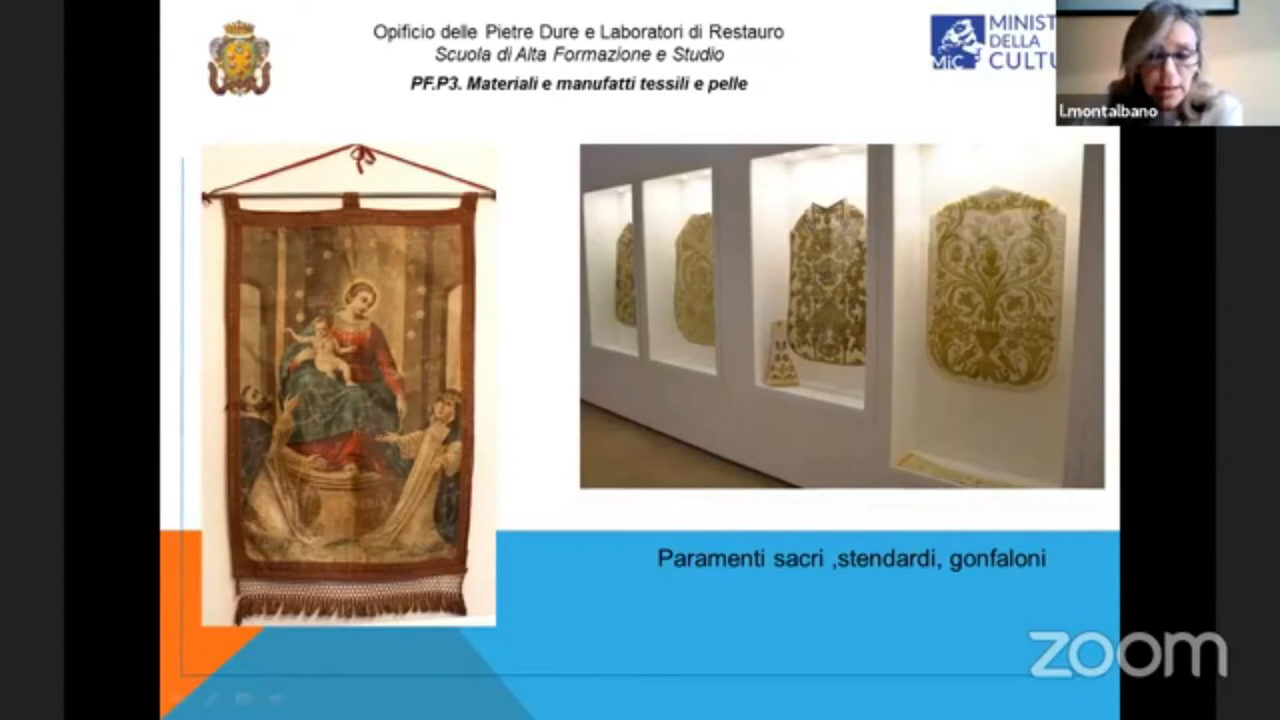 Opificio delle Pietre Dure e Laboratori di Restauro
Scuola di Alta Formazione e Studio
PF.P3. Materiali e manufatti tessili e pelle
MiC
MINIST
DELLA
CULTU
l.montalbano
Paramenti sacri ,stendardi, gonfaloni
zoom